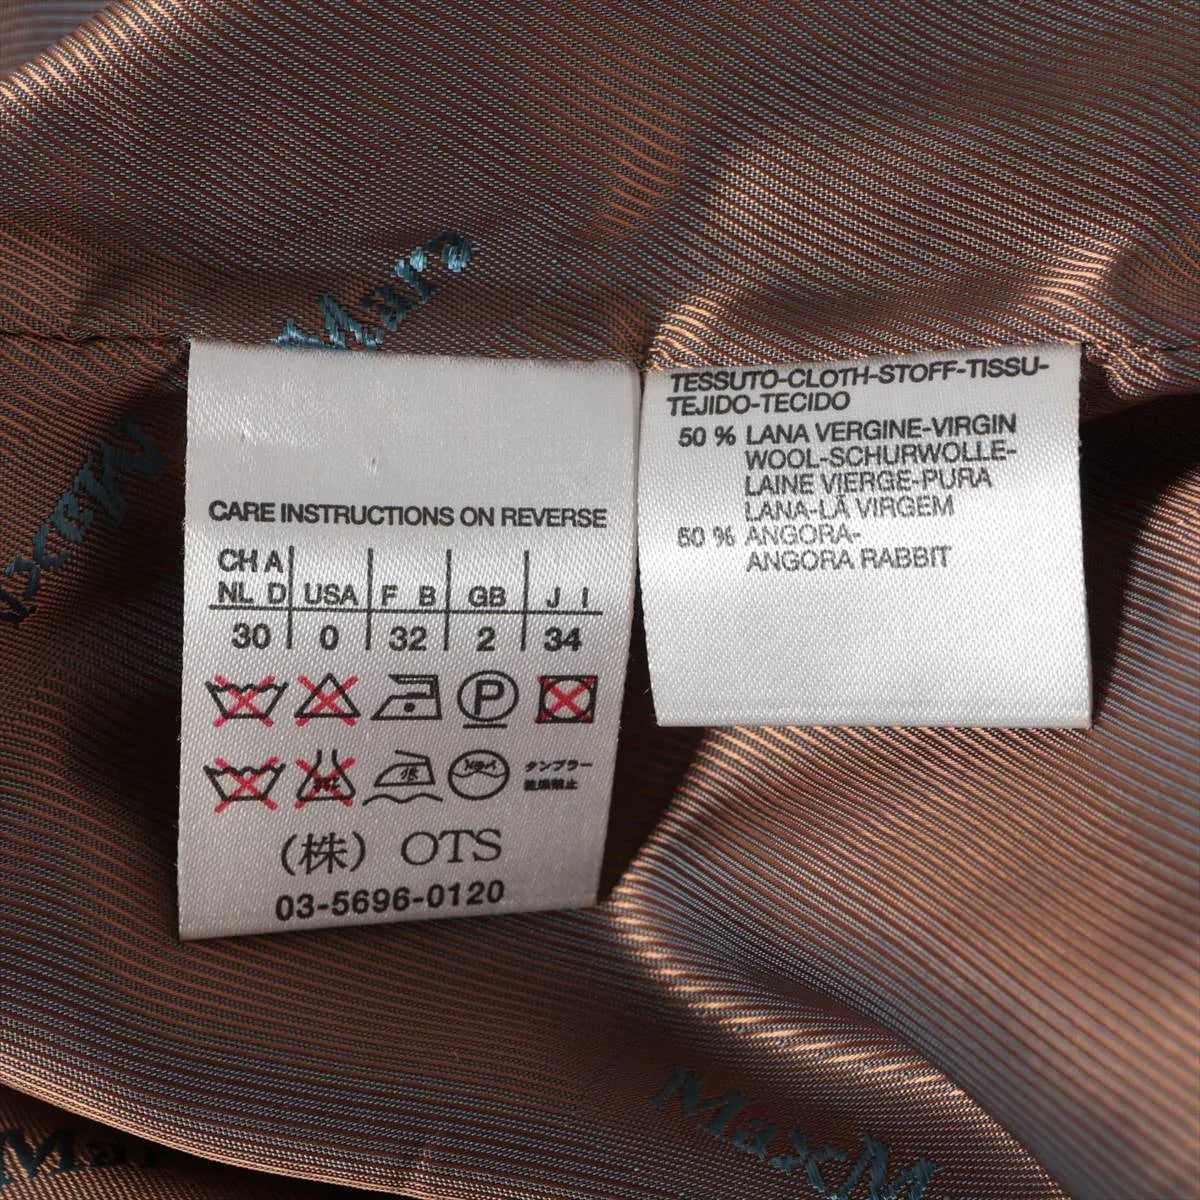 MaxMara
MaxM
CARE INSTRUCTIONS ON REVERSE
CH A
NL D USA F B GB J I
30 0 32 2 34
P
タンブラー
乾燥禁止
(株) OTS
03-5696-0120
TESSUTO-CLOTH-STOFF-TISSU-
TEJIDO-TECIDO
50 % LANA VERGINE-VIRGIN
WOOL-SCHURWOLLE-
LAINE VIERGE-PURA
LANA-LÃ VIRGEM
50 % ANGORA-
ANGORA RABBIT
MaxM
Mar